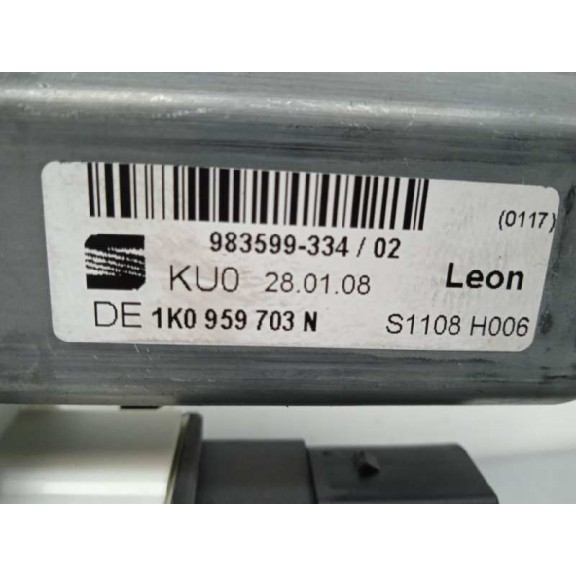 (0117)
983599-334 / 02
KU0 28.01.08 Leon
DE 1K0 959 703 N S1108 H006